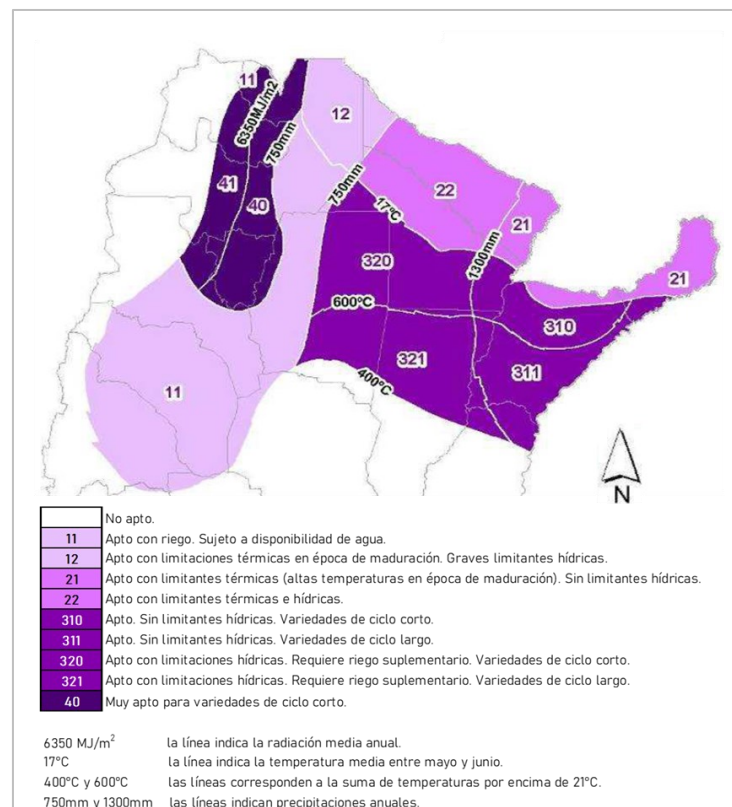 11
6350MJ/m2
12
750mm
41
40
750mm
22
17ºC
21
1300mm
320
21
600ºC
310
321
311
400ºC
11
N
No apto.
11 Apto con riego. Sujeto a disponibilidad de agua.
12 Apto con limitaciones térmicas en época de maduración. Graves limitantes hídricas.
21 Apto con limitantes térmicas (altas temperaturas en época de maduración). Sin limitantes hídricas.
22 Apto con limitantes térmicas e hídricas.
310 Apto. Sin limitantes hídricas. Variedades de ciclo corto.
311 Apto. Sin limitantes hídricas. Variedades de ciclo largo.
320 Apto con limitaciones hídricas. Requiere riego suplementario. Variedades de ciclo corto.
321 Apto con limitaciones hídricas. Requiere riego suplementario. Variedades de ciclo largo.
40 Muy apto para variedades de ciclo corto.
6350 MJ/m² la línea indica la radiación media anual.
17ºC la línea indica la temperatura media entre mayo y junio.
400ºC y 600ºC las líneas corresponden a la suma de temperaturas por encima de 21ºC.
750mm y 1300mm las líneas indican precipitaciones anuales.